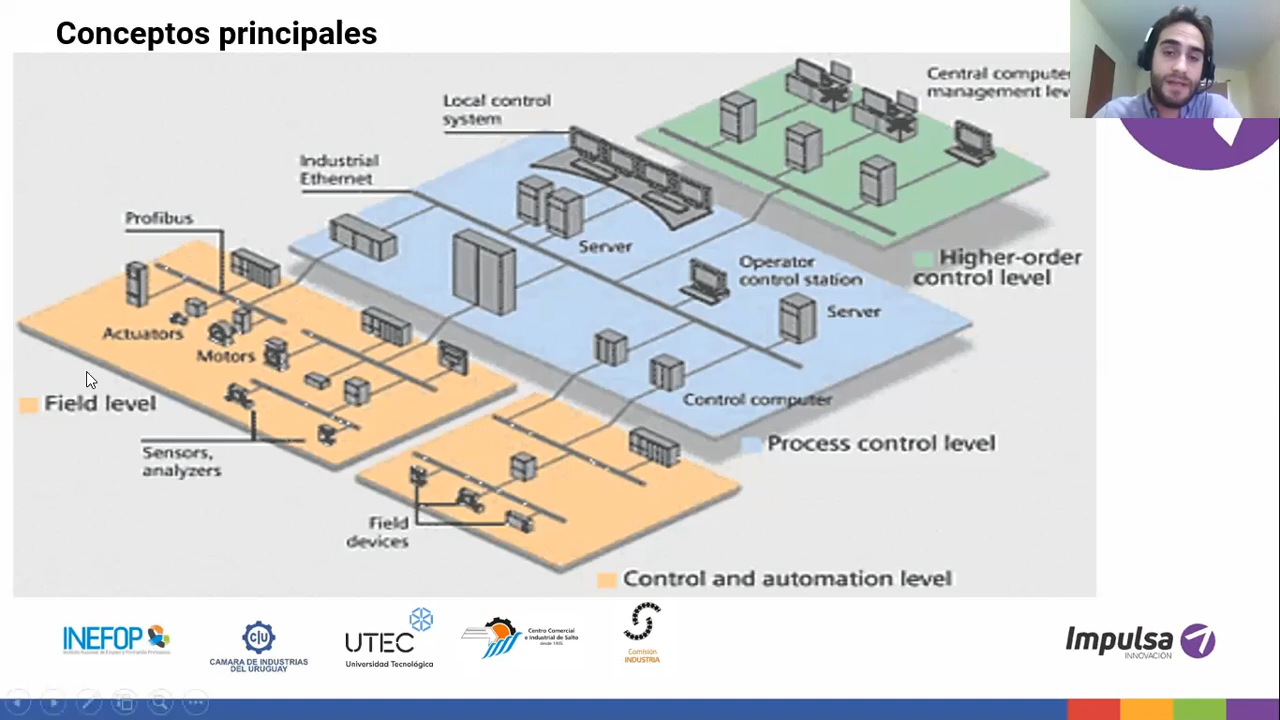 Conceptos principales
Central compute
management lev
Local control
system
Industrial
Ethernet
Profibus
Server
Operator
control station
Higher-order
control level
Server
Actuators
Motors
Control computer
Field level
Process control level
Sensors,
analyzers
Field
devices
Control and automation level
INEFOP
CIU
CAMARA DE INDUSTRIAS
DEL URUGUAY
UTEC
Universidad Tecnológica
Centro Comercial
e Industrial de Salto
Comisión
INDUSTRIA
Impulsa
INNOVACIÓN